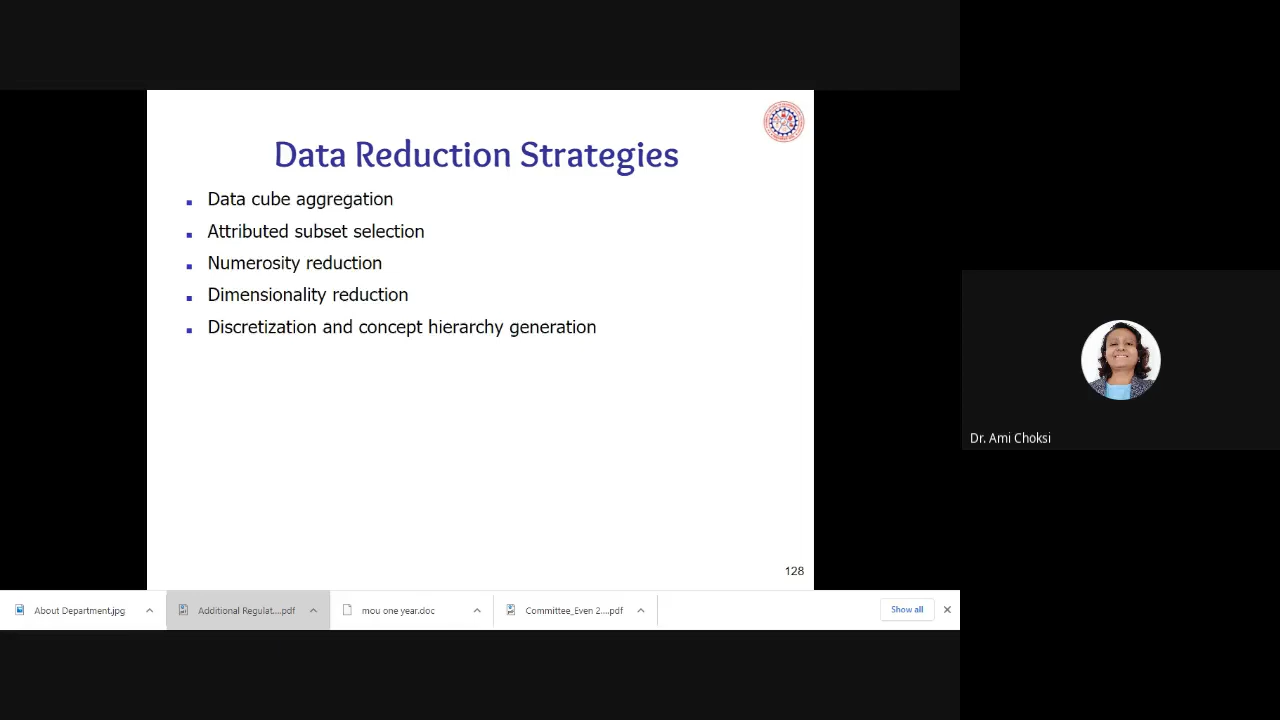 Data Reduction Strategies
Data cube aggregation
Attributed subset selection
Numerosity reduction
Dimensionality reduction
Discretization and concept hierarchy generation
Dr. Ami Choksi
128
About Department.jpg
Additional Regulat....pdf
mou one year.doc
Committee_Even 2....pdf
Show all